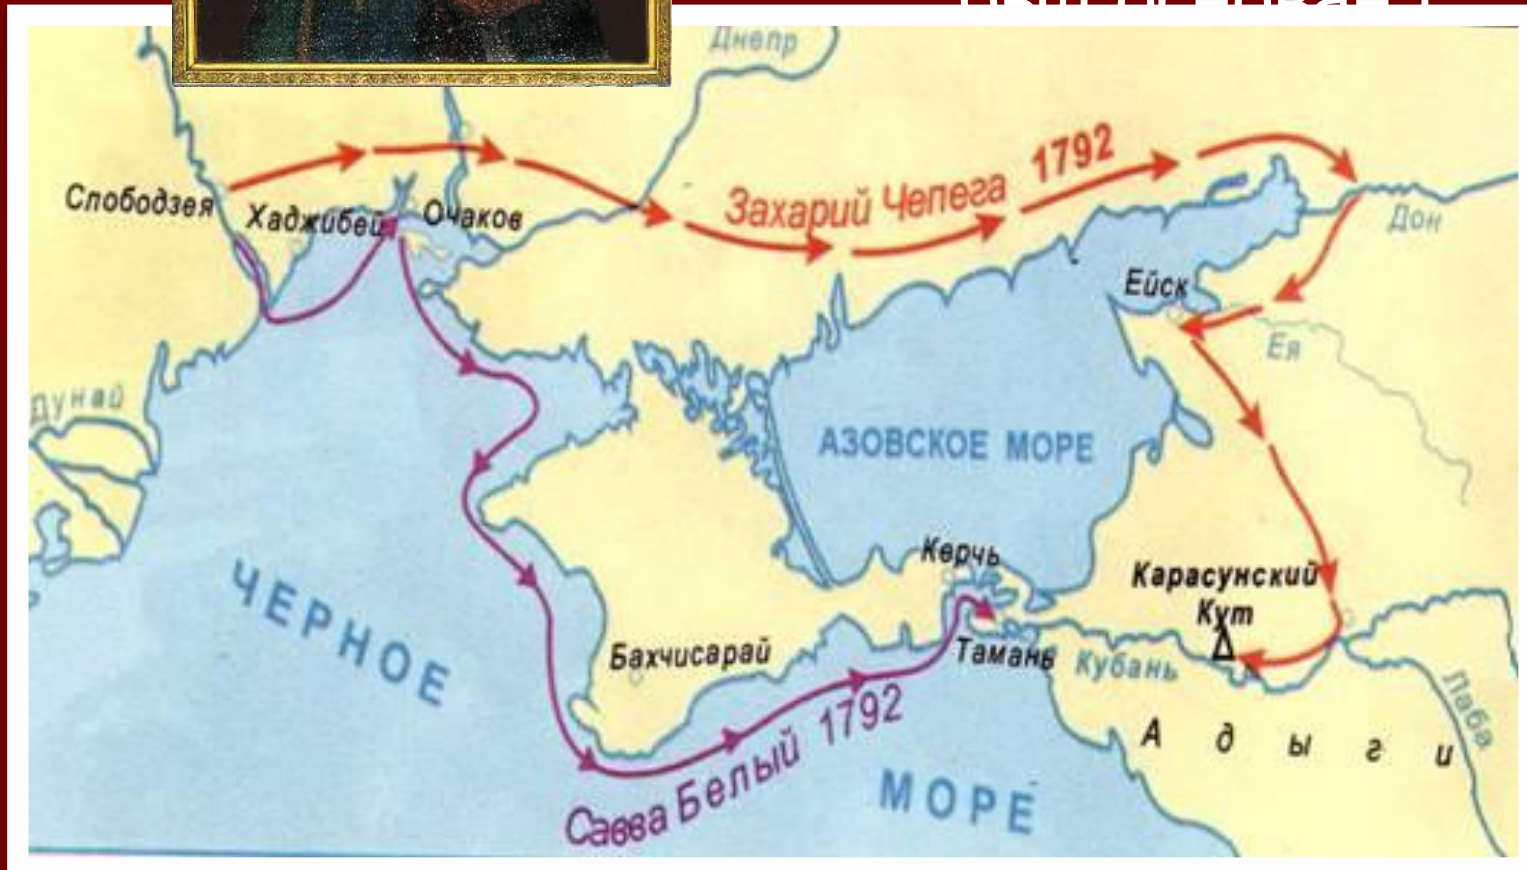 Днепр
1792
Захарий Чепега
Слободзея
Хаджибей
Очаков
Дон
Ейск
Ея
Дунай
АЗОВСКОЕ МОРЕ
Керчь
Карасунский
Кут
ЧЕРНОЕ
Бахчисарай
Тамань
Кубань
Лаба
Адыги
Савва Белый 1792
МОРЕ